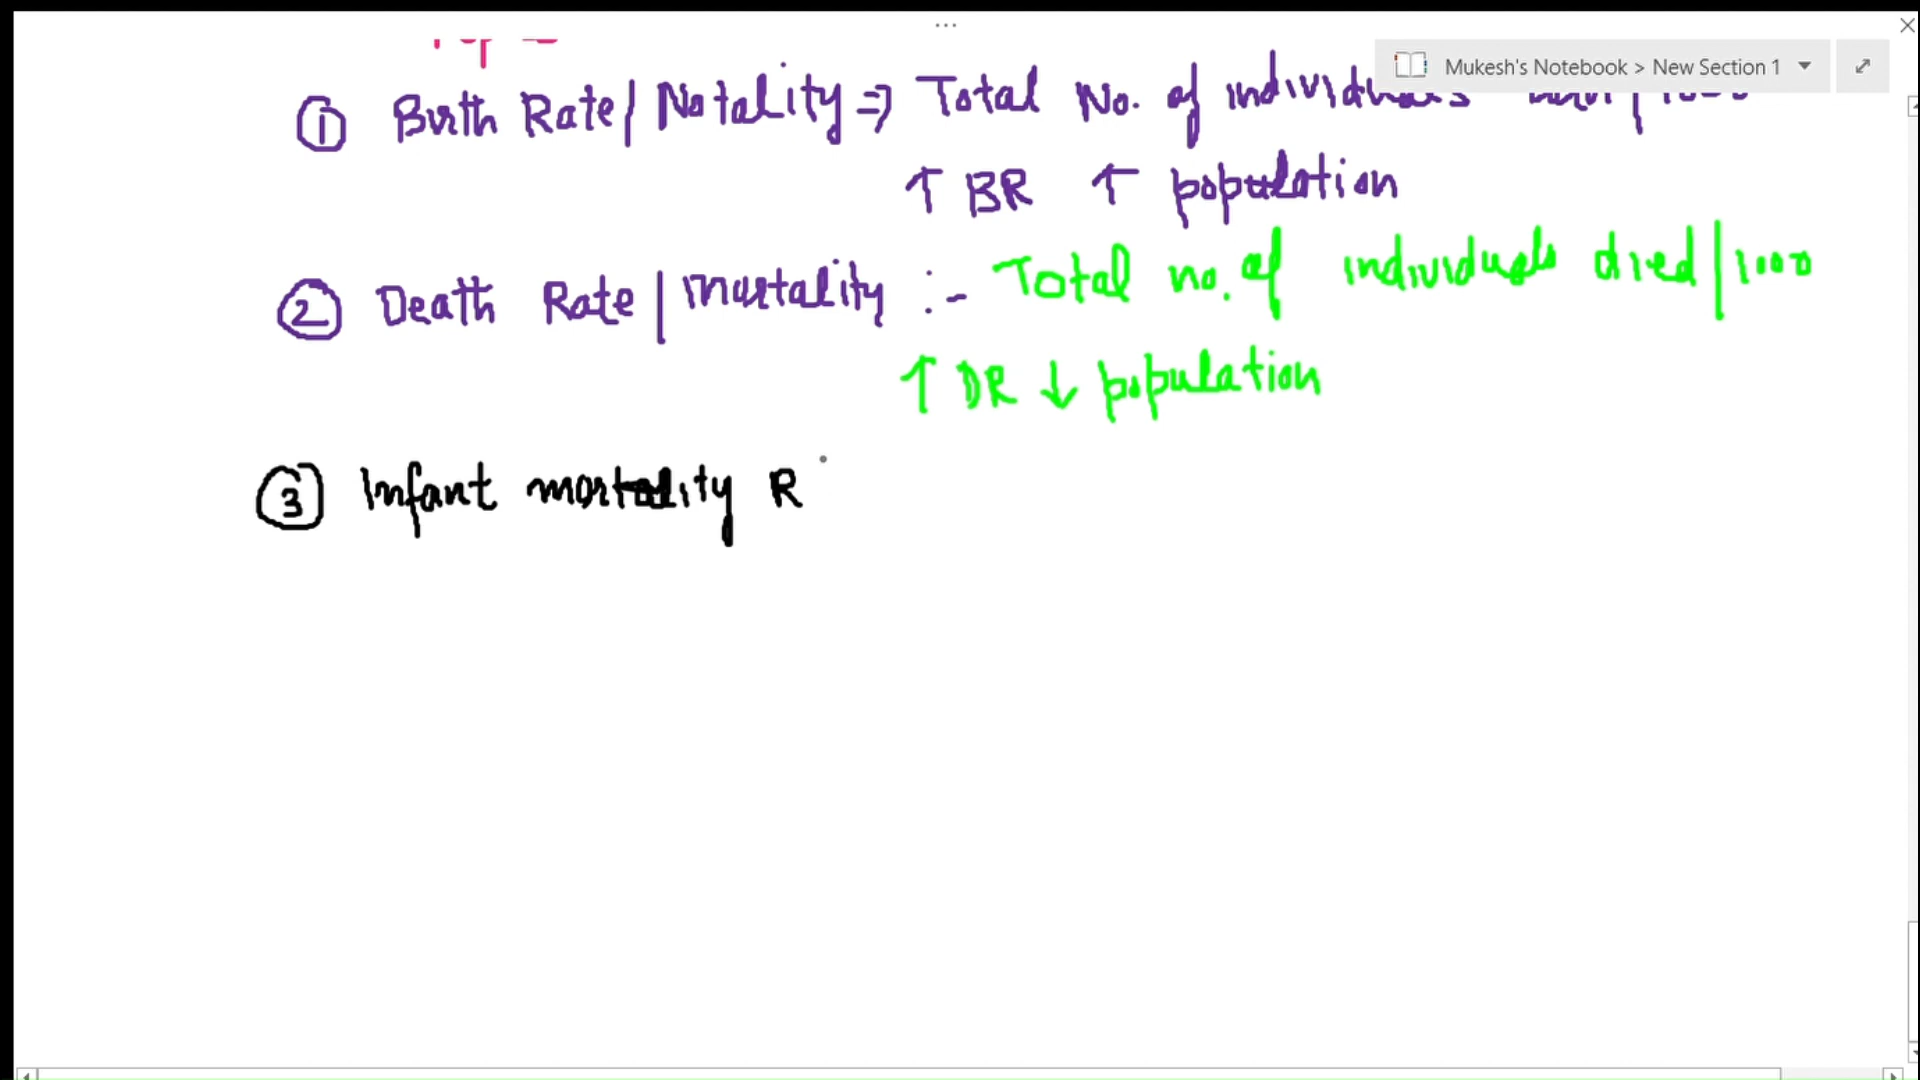 Mukesh's Notebook > New Section 1
① Birth Rate/Natality ⇒ Total No. of individuals
↑ BR ↑ population
② Death Rate/mortality :- Total no. of individuals died/1000
↑ DR ↓ population
③ Infant mortality R